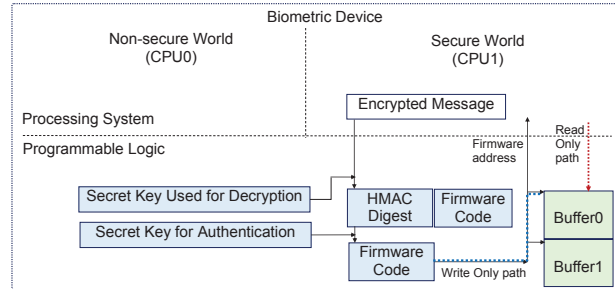 Biometric Device
Non-secure World
(CPU0)
Secure World
(CPU1)
Encrypted Message
Processing System
Programmable Logic
Firmware
address
Read
Only
path
Secret Key Used for Decryption
HMAC
Digest
Firmware
Code
Buffer0
Secret Key for Authentication
Firmware
Code
Write Only path
Buffer1